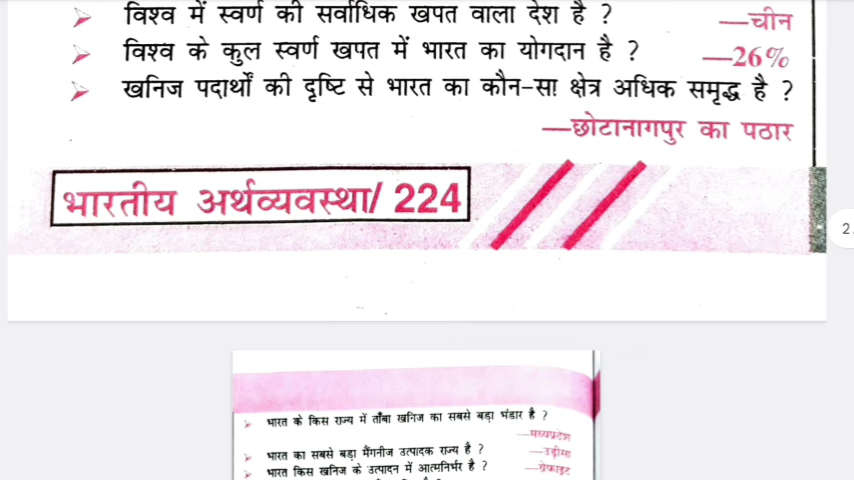 विश्व में स्वर्ण की सर्वाधिक खपत वाला देश है ?
—चीन
विश्व के कुल स्वर्ण खपत में भारत का योगदान है ?
—26%
खनिज पदार्थों की दृष्टि से भारत का कौन-सा क्षेत्र अधिक समृद्ध है ?
—छोटानागपुर का पठार
भारतीय अर्थव्यवस्था/ 224
2
भारत के किस राज्य में ताँबा खनिज का सबसे बड़ा भंडार है ?
—मध्यप्रदेश
भारत का सबसे बड़ा मैंगनीज उत्पादक राज्य है ?
—उड़ीसा
भारत किस खनिज के उत्पादन में आत्मनिर्भर है ?
—ग्रेफाइट